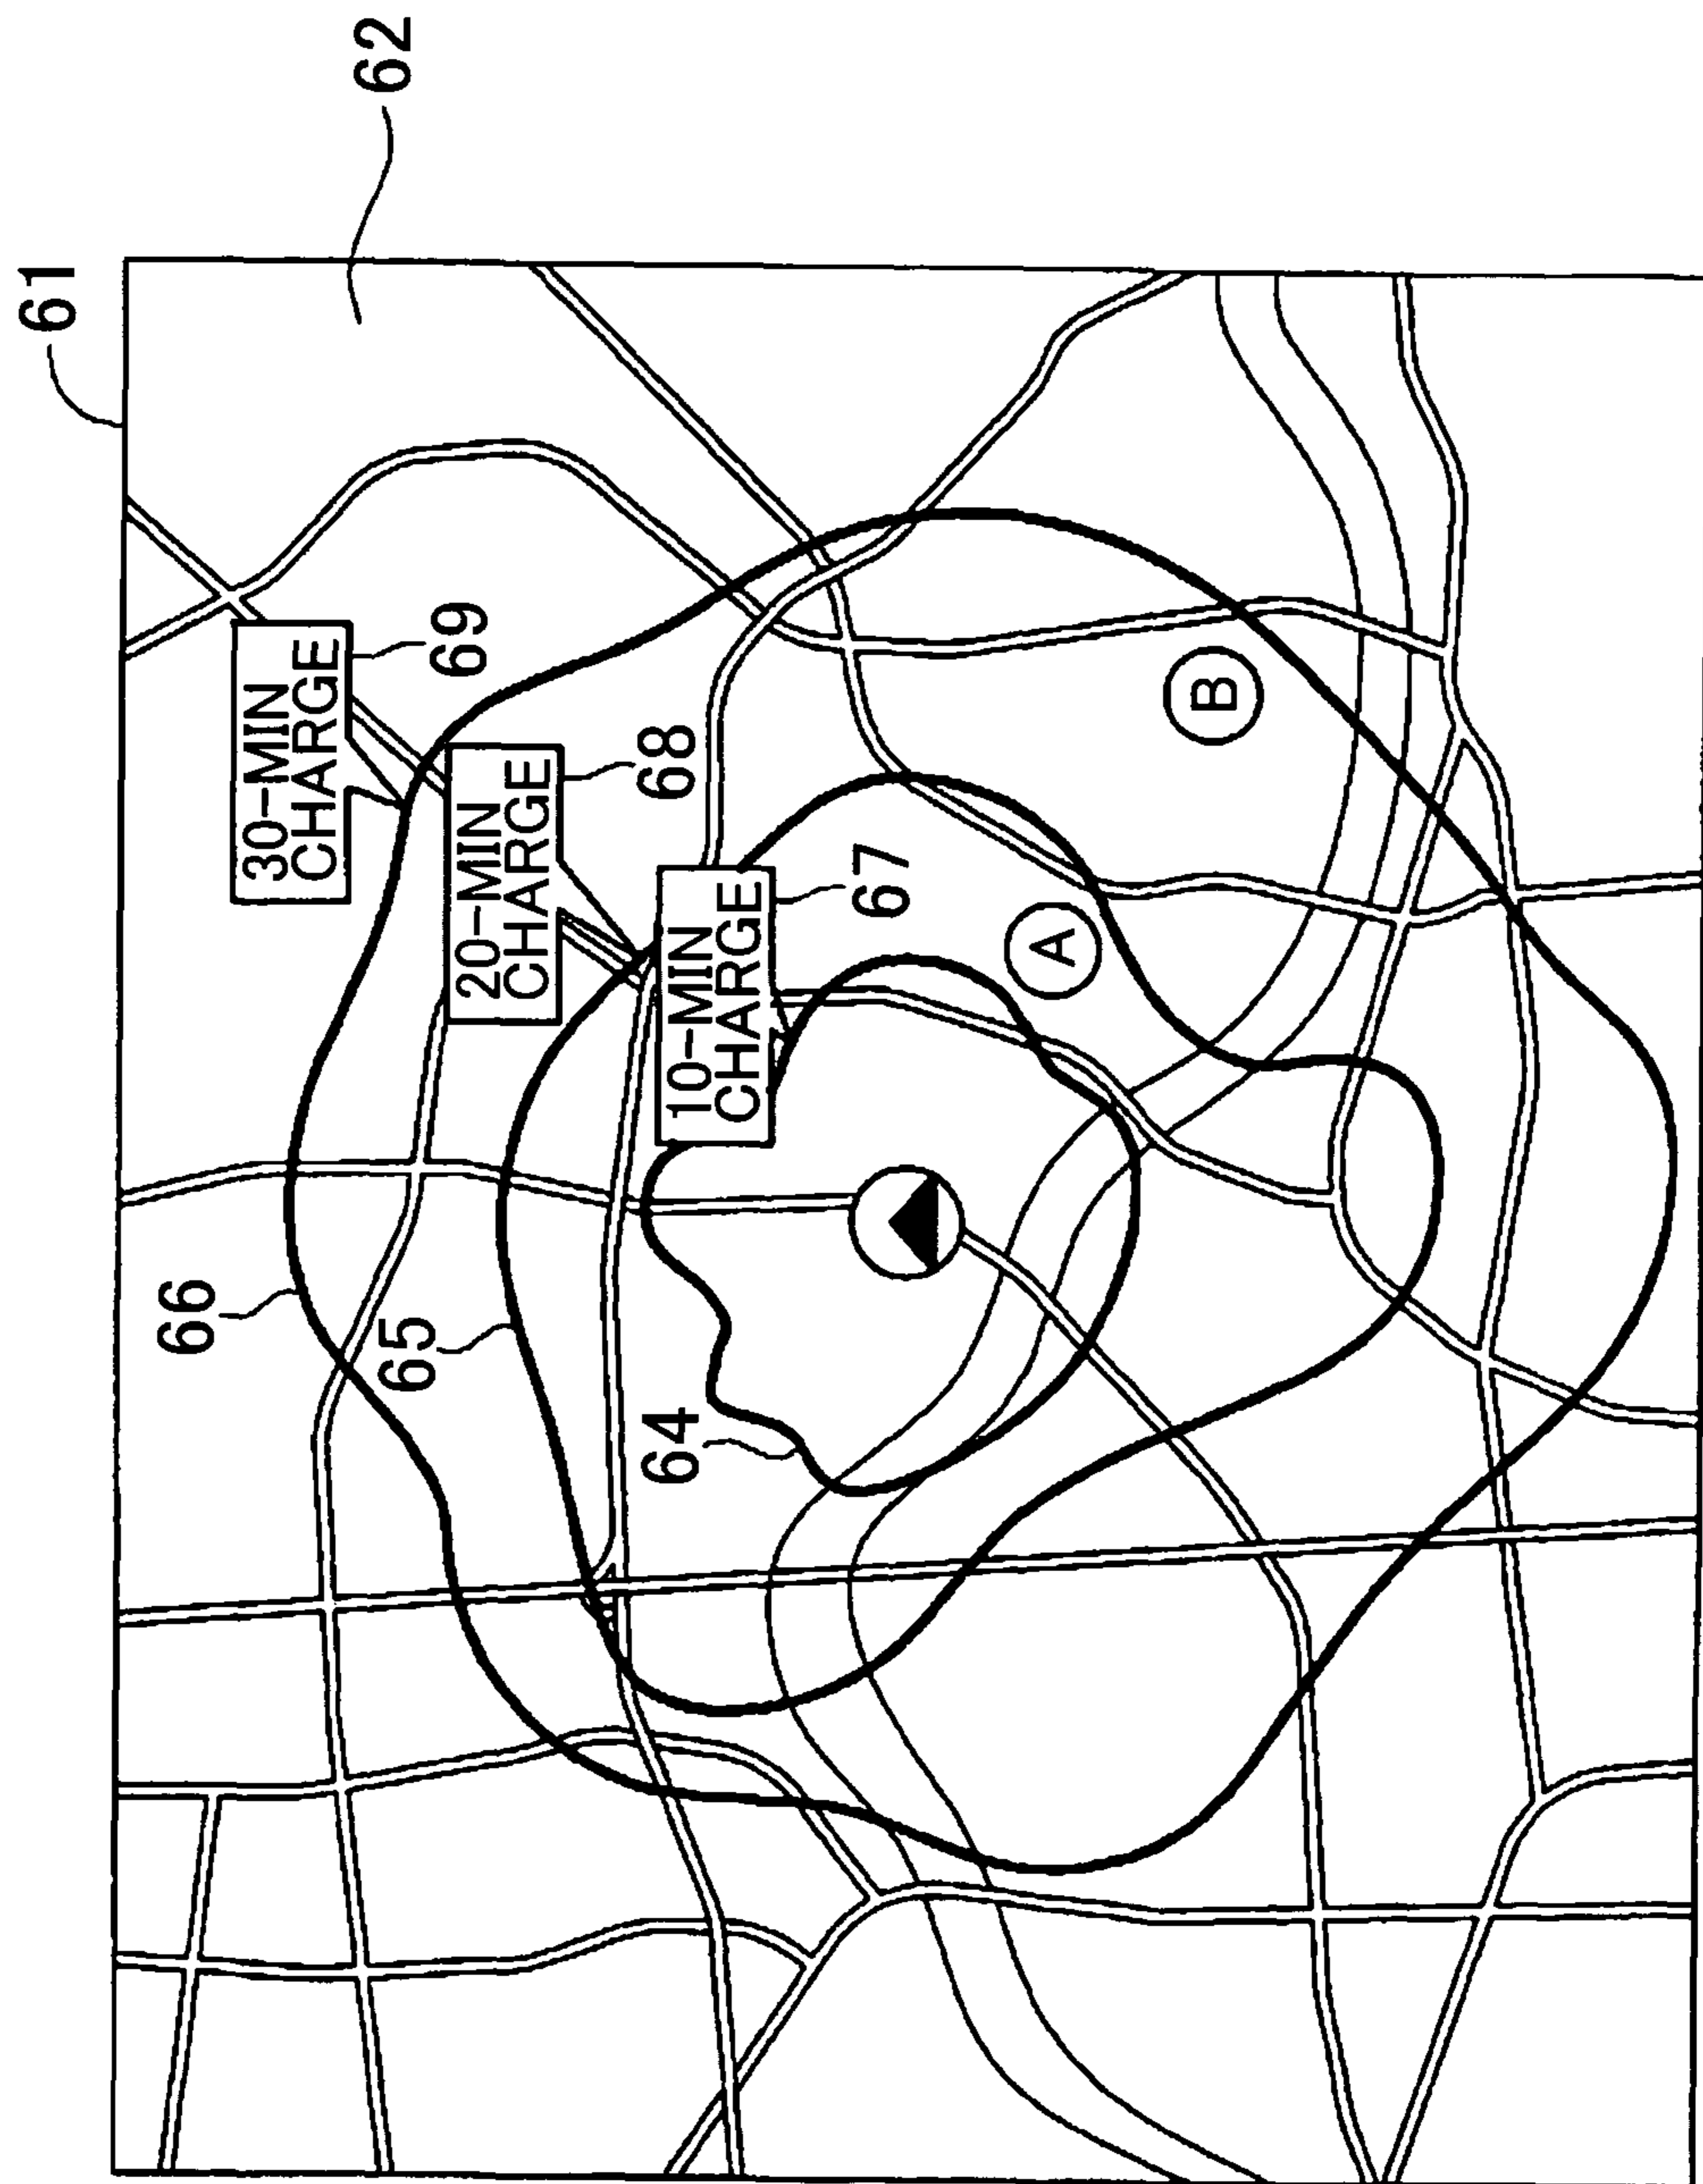 61
62
30-MIN
CHARGE
69
20-MIN
CHARGE
68
10-MIN
CHARGE
67
66
65
64
A
B